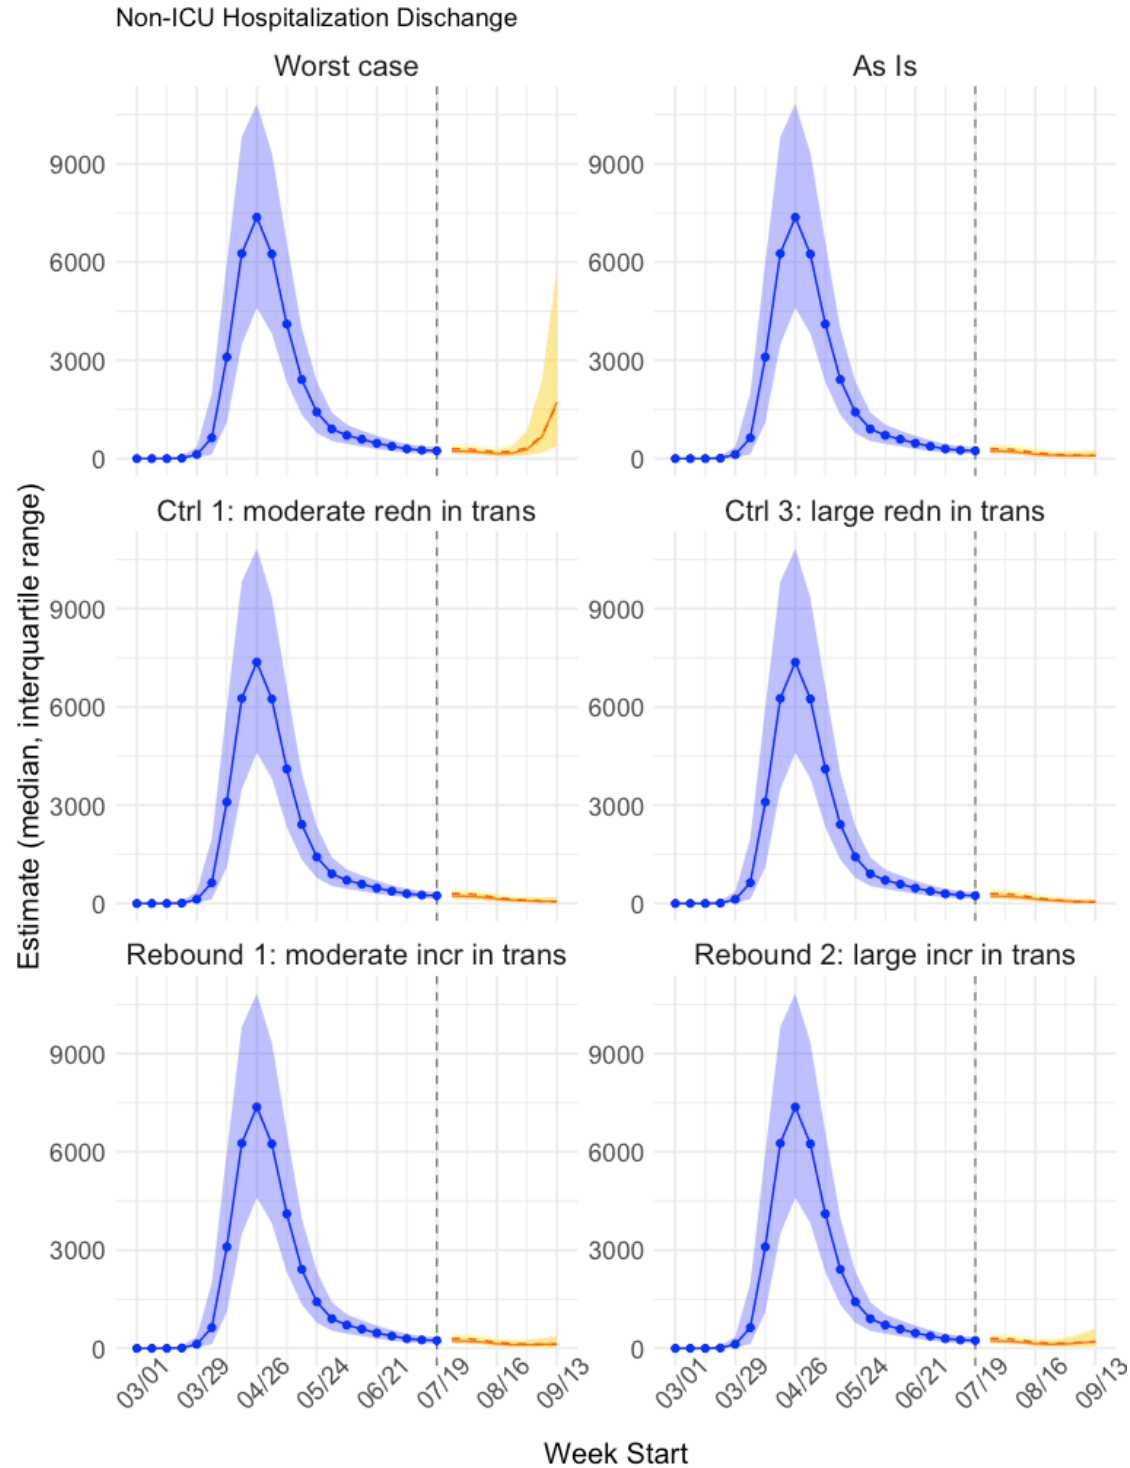 Non-ICU Hospitalization Dischange
Worst case
As Is
9000
6000
3000
0
9000
6000
3000
0
Ctrl 1: moderate redn in trans
Ctrl 3: large redn in trans
9000
6000
3000
0
9000
6000
3000
0
Rebound 1: moderate incr in trans
Rebound 2: large incr in trans
9000
6000
3000
0
9000
6000
3000
0
03/01 03/29 04/26 05/24 06/21 07/19 08/16 09/13
03/01 03/29 04/26 05/24 06/21 07/19 08/16 09/13
Estimate (median, interquartile range)
Week Start